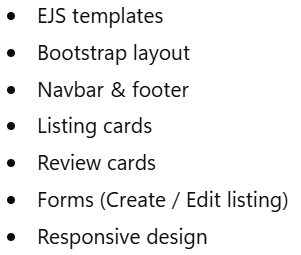 • EJS templates
• Bootstrap layout
• Navbar & footer
• Listing cards
• Review cards
• Forms (Create / Edit listing)
• Responsive design